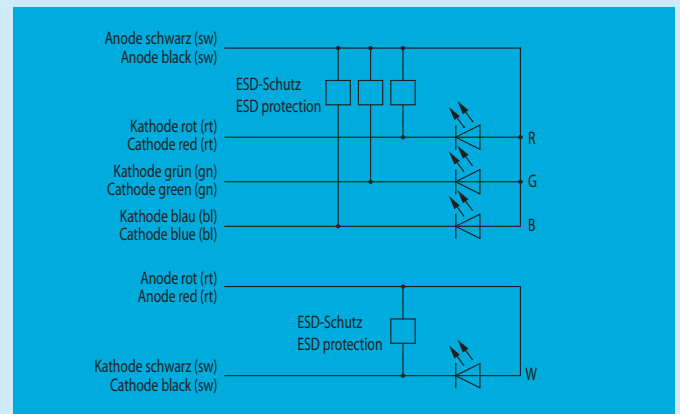 Anode schwarz (sw)
Anode black (sw)
ESD-Schutz
ESD protection
Kathode rot (rt)
Cathode red (rt)
R
Kathode grün (gn)
Cathode green (gn)
G
Kathode blau (bl)
Cathode blue (bl)
B
Anode rot (rt)
Anode red (rt)
ESD-Schutz
ESD protection
Kathode schwarz (sw)
Cathode black (sw)
W